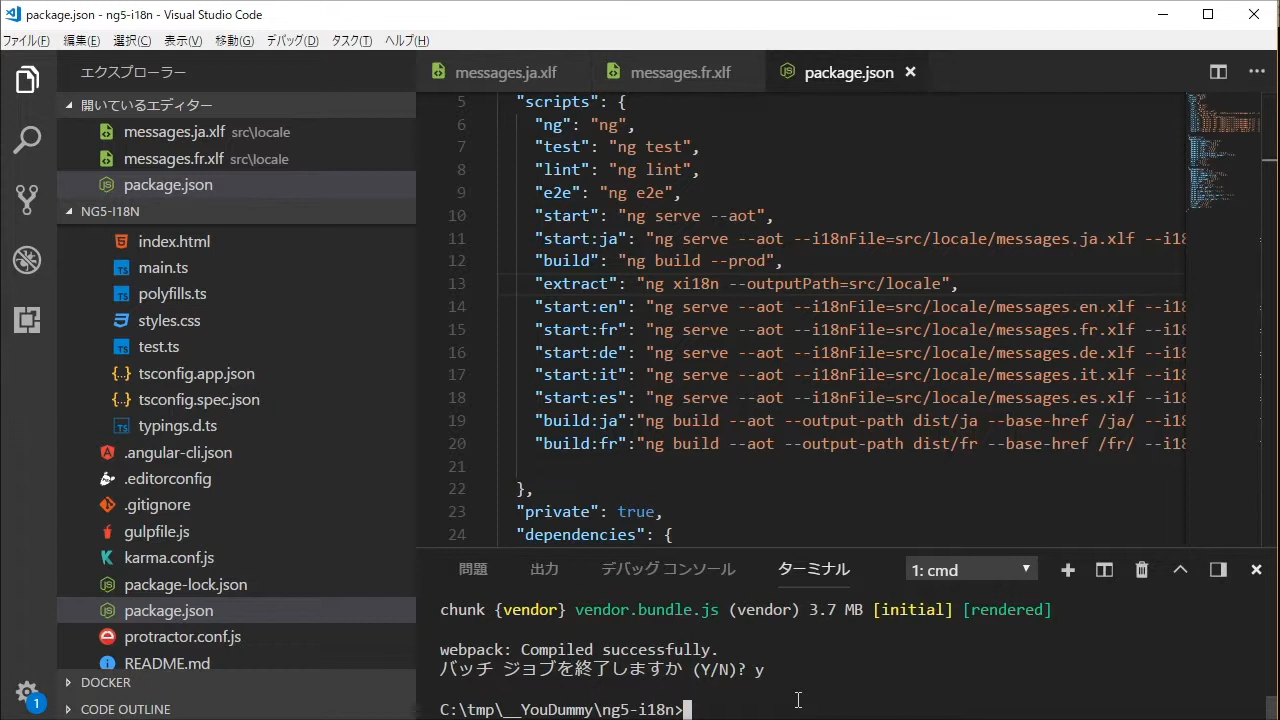 package.json - ng5-i18n - Visual Studio Code
ファイル(F) 編集(E) 選択(C) 表示(V) 移動(G) デバッグ(D) タスク(T) ヘルプ(H)
エクスプローラー
開いているエディター
messages.ja.xlf src\locale
messages.fr.xlf src\locale
package.json
NG5-I18N
index.html
main.ts
polyfills.ts
styles.css
test.ts
tsconfig.app.json
tsconfig.spec.json
typings.d.ts
.angular-cli.json
.editorconfig
.gitignore
gulpfile.js
karma.conf.js
package-lock.json
package.json
protractor.conf.js
README.md
DOCKER
CODE OUTLINE
1
messages.ja.xlf messages.fr.xlf package.json
5 "scripts": {
6 "ng": "ng",
7 "test": "ng test",
8 "lint": "ng lint",
9 "e2e": "ng e2e",
10 "start": "ng serve --aot",
11 "start:ja": "ng serve --aot --i18nFile=src/locale/messages.ja.xlf --i18
12 "build": "ng build --prod",
13 "extract": "ng xi18n --outputPath=src/locale",
14 "start:en": "ng serve --aot --i18nFile=src/locale/messages.en.xlf --i18
15 "start:fr": "ng serve --aot --i18nFile=src/locale/messages.fr.xlf --i18
16 "start:de": "ng serve --aot --i18nFile=src/locale/messages.de.xlf --i18
17 "start:it": "ng serve --aot --i18nFile=src/locale/messages.it.xlf --i18
18 "start:es": "ng serve --aot --i18nFile=src/locale/messages.es.xlf --i18
19 "build:ja":"ng build --aot --output-path dist/ja --base-href /ja/ --i18
20 "build:fr":"ng build --aot --output-path dist/fr --base-href /fr/ --i18
21
22 },
23 "private": true,
24 "dependencies": {
問題 出力 デバッグ コンソール ターミナル 1: cmd
chunk {vendor} vendor.bundle.js (vendor) 3.7 MB [initial] [rendered]
webpack: Compiled successfully.
バッチ ジョブを終了しますか (Y/N)? y
C:\tmp\__YouDummy\ng5-i18n>